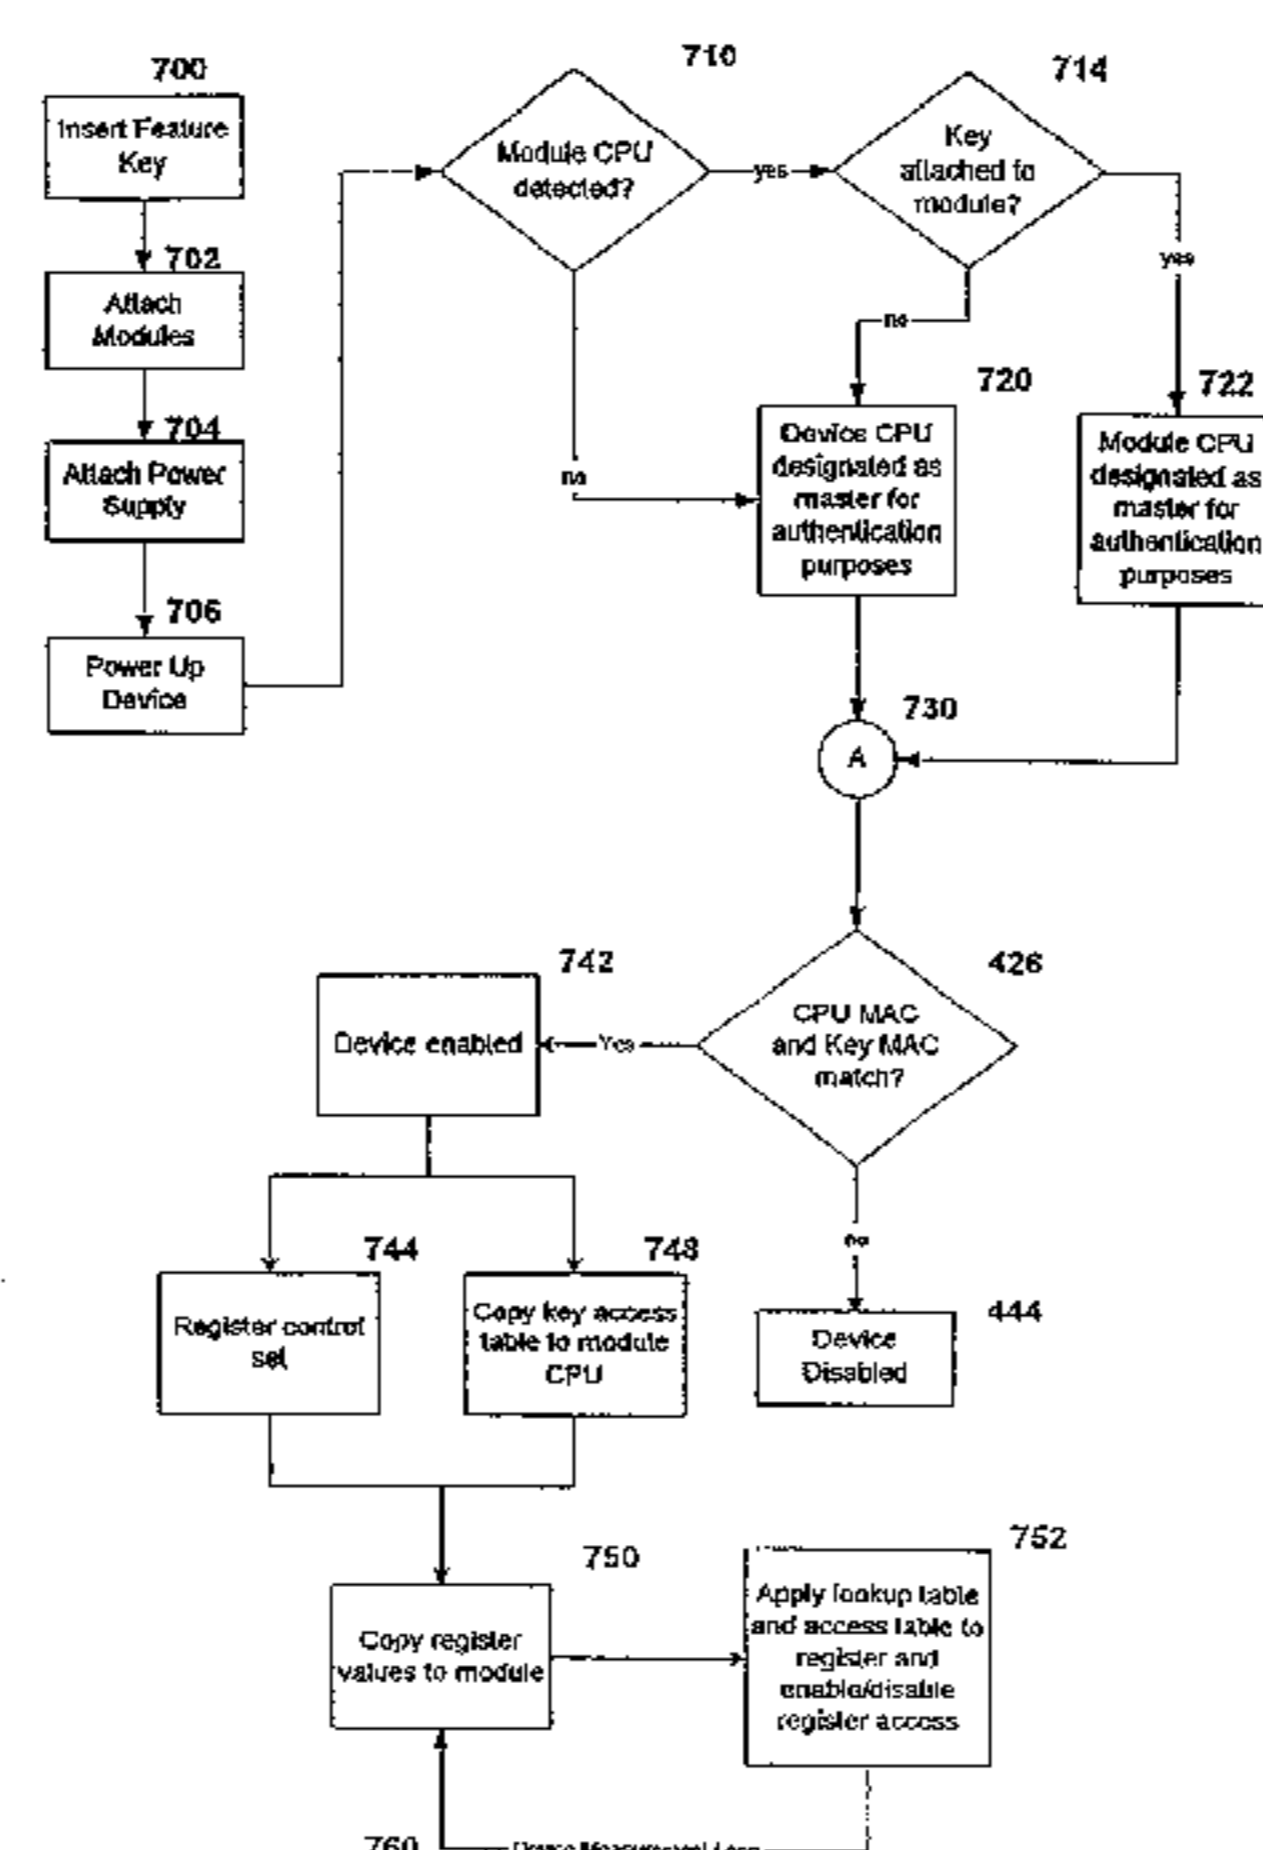 700
Insert Feature
Key
702
Attach
Modules
704
Attach Power
Supply
706
Power Up
Device
710
Module CPU
detected?
yes
no
714
Key
attached to
module?
yes
no
720
Device CPU
designated as
master for
authentication
purposes
722
Module CPU
designated as
master for
authentication
purposes
730
A
426
CPU MAC
and Key MAC
match?
Yes
no
742
Device enabled
444
Device
Disabled
744
Register control
set
748
Copy key access
table to module
CPU
750
Copy register
values to module
752
Apply lookup table
and access table to
register and
enable/disable
register access
760